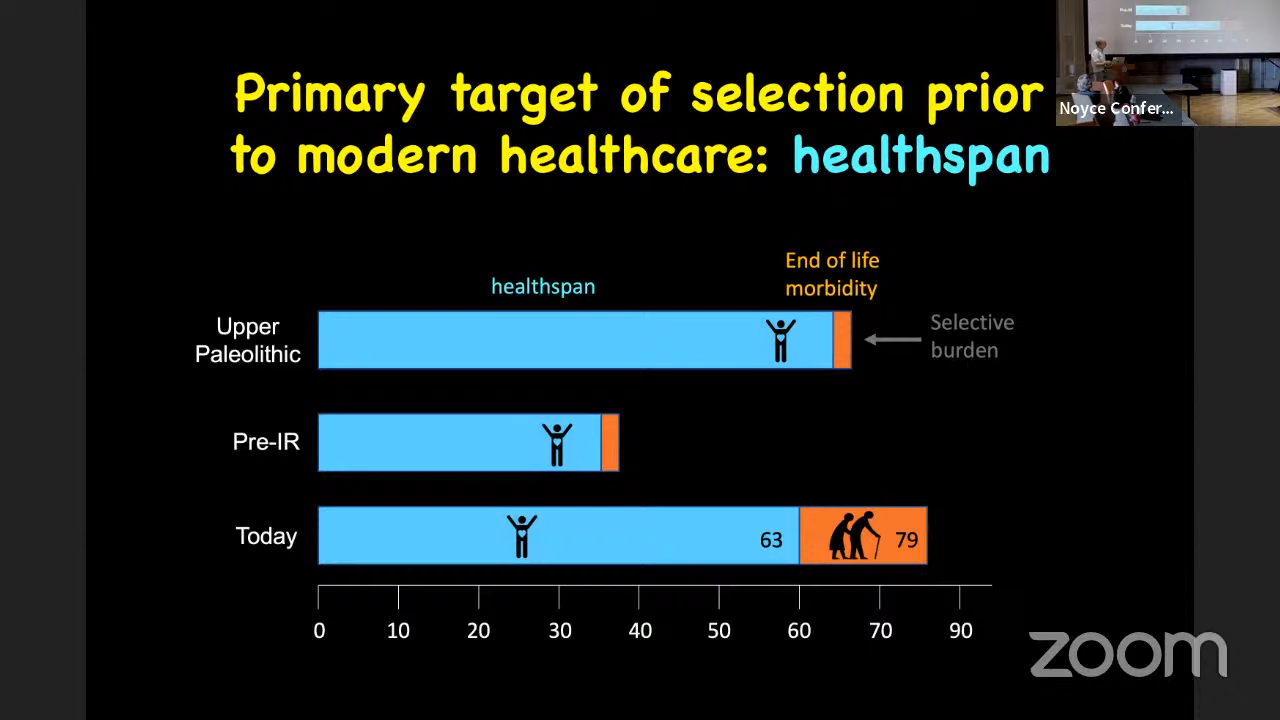 Primary target of selection prior
to modern healthcare: healthspan
Noyce Confer...
healthspan
End of life
morbidity
Upper
Paleolithic
Selective
burden
Pre-IR
Today
63
79
0 10 20 30 40 50 60 70 80 90
zoom